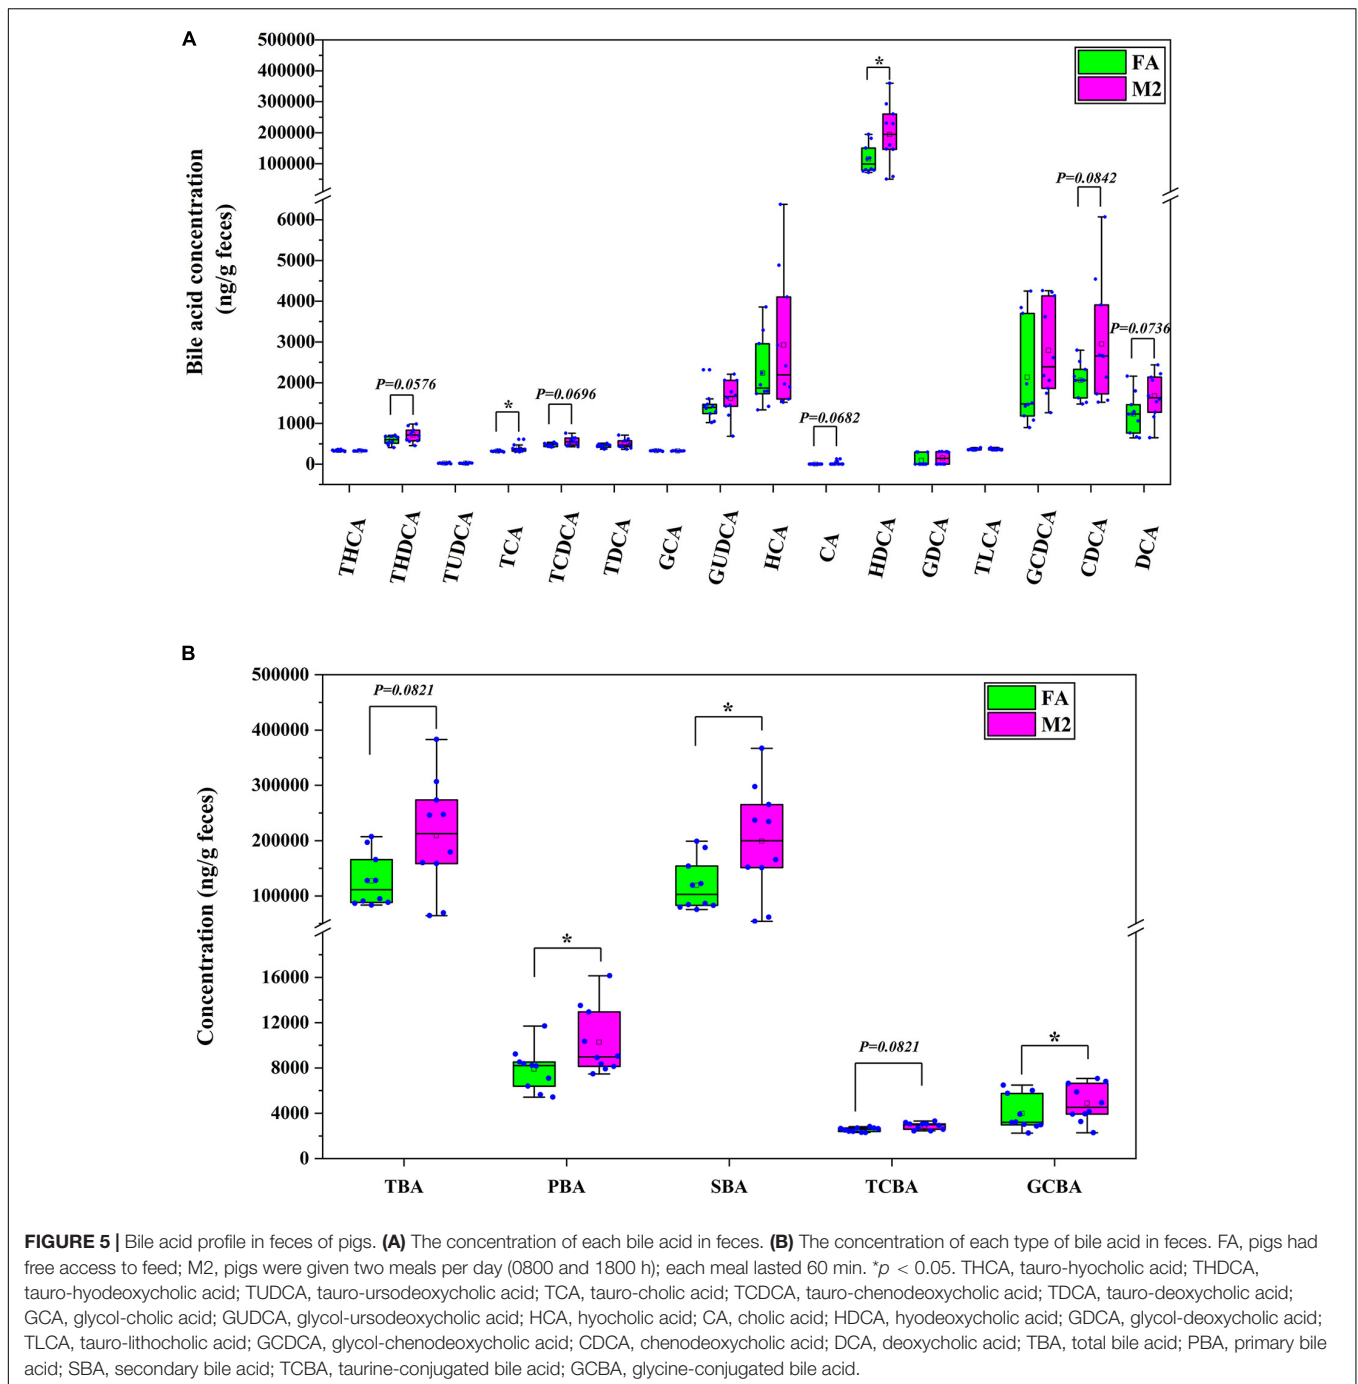 A
500000
400000
300000
200000
100000
6000
5000
4000
3000
2000
1000
0
Bile acid concentration
(ng/g feces)
FA
M2
*
P=0.0842
P=0.0736
P=0.0576
*
P=0.0696
P=0.0682
THCA
THDCA
TUDCA
TCA
TCDCA
TDCA
GCA
GUDCA
HCA
CA
HDCA
GDCA
TLCA
GCDCA
CDCA
DCA
B
500000
400000
300000
200000
100000
16000
12000
8000
4000
0
Concentration (ng/g feces)
FA
M2
P=0.0821
*
*
P=0.0821
*
TBA
PBA
SBA
TCBA
GCBA
FIGURE 5 | Bile acid profile in feces of pigs. (A) The concentration of each bile acid in feces. (B) The concentration of each type of bile acid in feces. FA, pigs had
free access to feed; M2, pigs were given two meals per day (0800 and 1800 h); each meal lasted 60 min. *p < 0.05. THCA, tauro-hyocholic acid; THDCA,
tauro-hyodeoxycholic acid; TUDCA, tauro-ursodeoxycholic acid; TCA, tauro-cholic acid; TCDCA, tauro-chenodeoxycholic acid; TDCA, tauro-deoxycholic acid;
GCA, glycol-cholic acid; GUDCA, glycol-ursodeoxycholic acid; HCA, hyocholic acid; CA, cholic acid; HDCA, hyodeoxycholic acid; GDCA, glycol-deoxycholic acid;
TLCA, tauro-lithocholic acid; GCDCA, glycol-chenodeoxycholic acid; CDCA, chenodeoxycholic acid; DCA, deoxycholic acid; TBA, total bile acid; PBA, primary bile
acid; SBA, secondary bile acid; TCBA, taurine-conjugated bile acid; GCBA, glycine-conjugated bile acid.